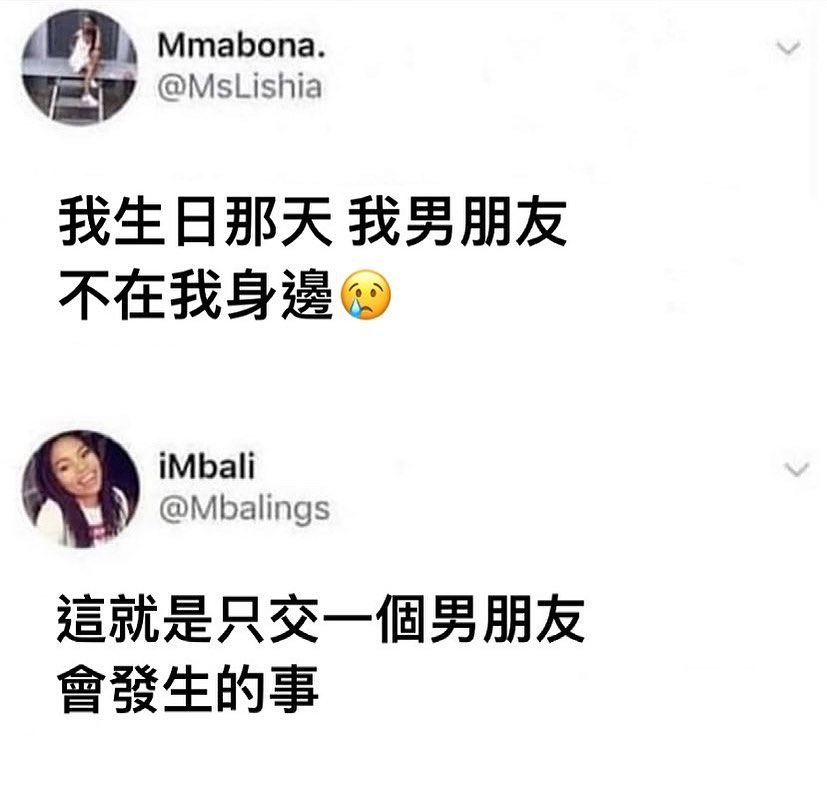 Mmabona.
@MsLishia
我生日那天 我男朋友
不在我身邊😢
iMbali
@Mbalings
這就是只交一個男朋友
會發生的事